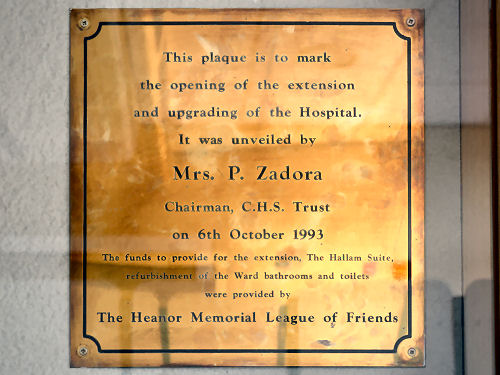 This plaque is to mark
the opening of the extension
and upgrading of the Hospital.
It was unveiled by
Mrs. P. Zadora
Chairman, C.H.S. Trust
on 6th October 1993
The funds to provide for the extension, The Hallam Suite,
refurbishment of the Ward bathrooms and toilets
were provided by
The Heanor Memorial League of Friends